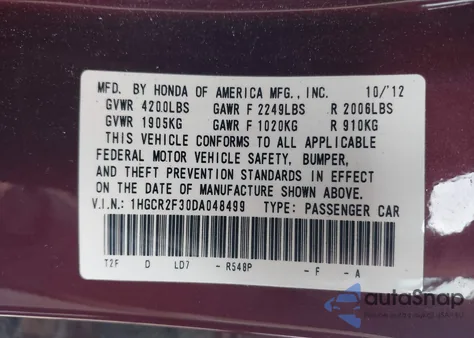 MFD. BY HONDA OF AMERICA MFG., INC. 10/'12
GVWR 4200LBS GAWR F 2249LBS R 2006LBS
GVWR 1905KG GAWR F 1020KG R 910KG
THIS VEHICLE CONFORMS TO ALL APPLICABLE
FEDERAL MOTOR VEHICLE SAFETY, BUMPER,
AND THEFT PREVENTION STANDARDS IN EFFECT
ON THE DATE OF MANUFACTURE SHOWN ABOVE.
V.I.N.: 1HGCR2F30DA048499 TYPE: PASSENGER CAR
T2F D LD7 - R548P - F - A
autoSnap